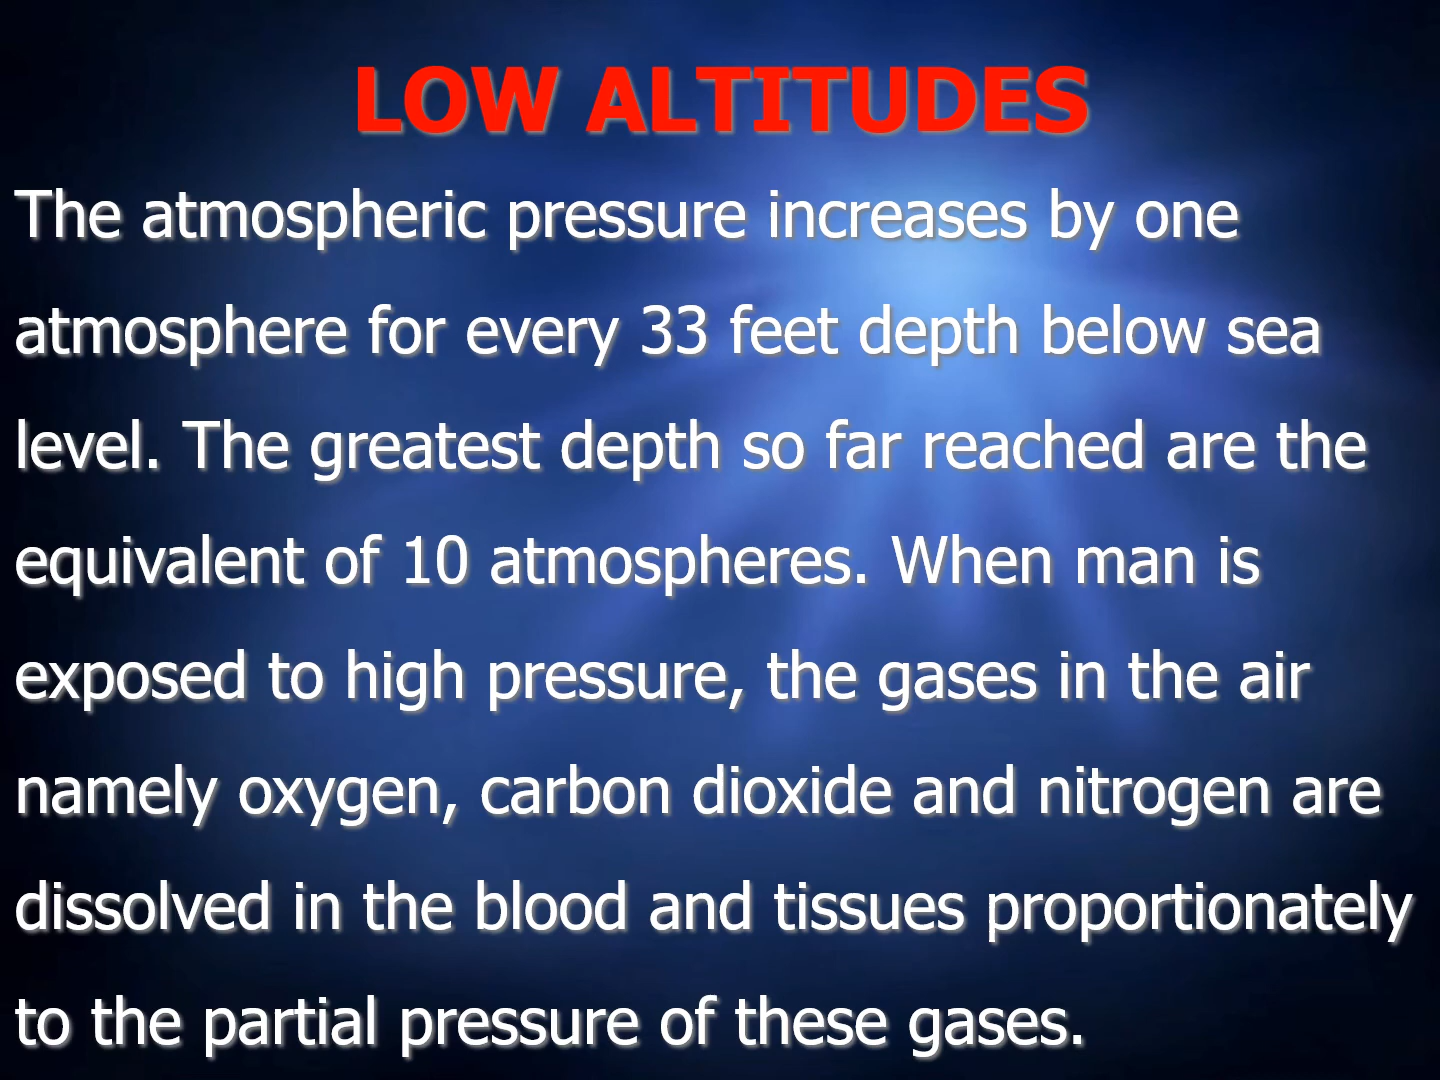 LOW ALTITUDES
The atmospheric pressure increases by one
atmosphere for every 33 feet depth below sea
level. The greatest depth so far reached are the
equivalent of 10 atmospheres. When man is
exposed to high pressure, the gases in the air
namely oxygen, carbon dioxide and nitrogen are
dissolved in the blood and tissues proportionately
to the partial pressure of these gases.